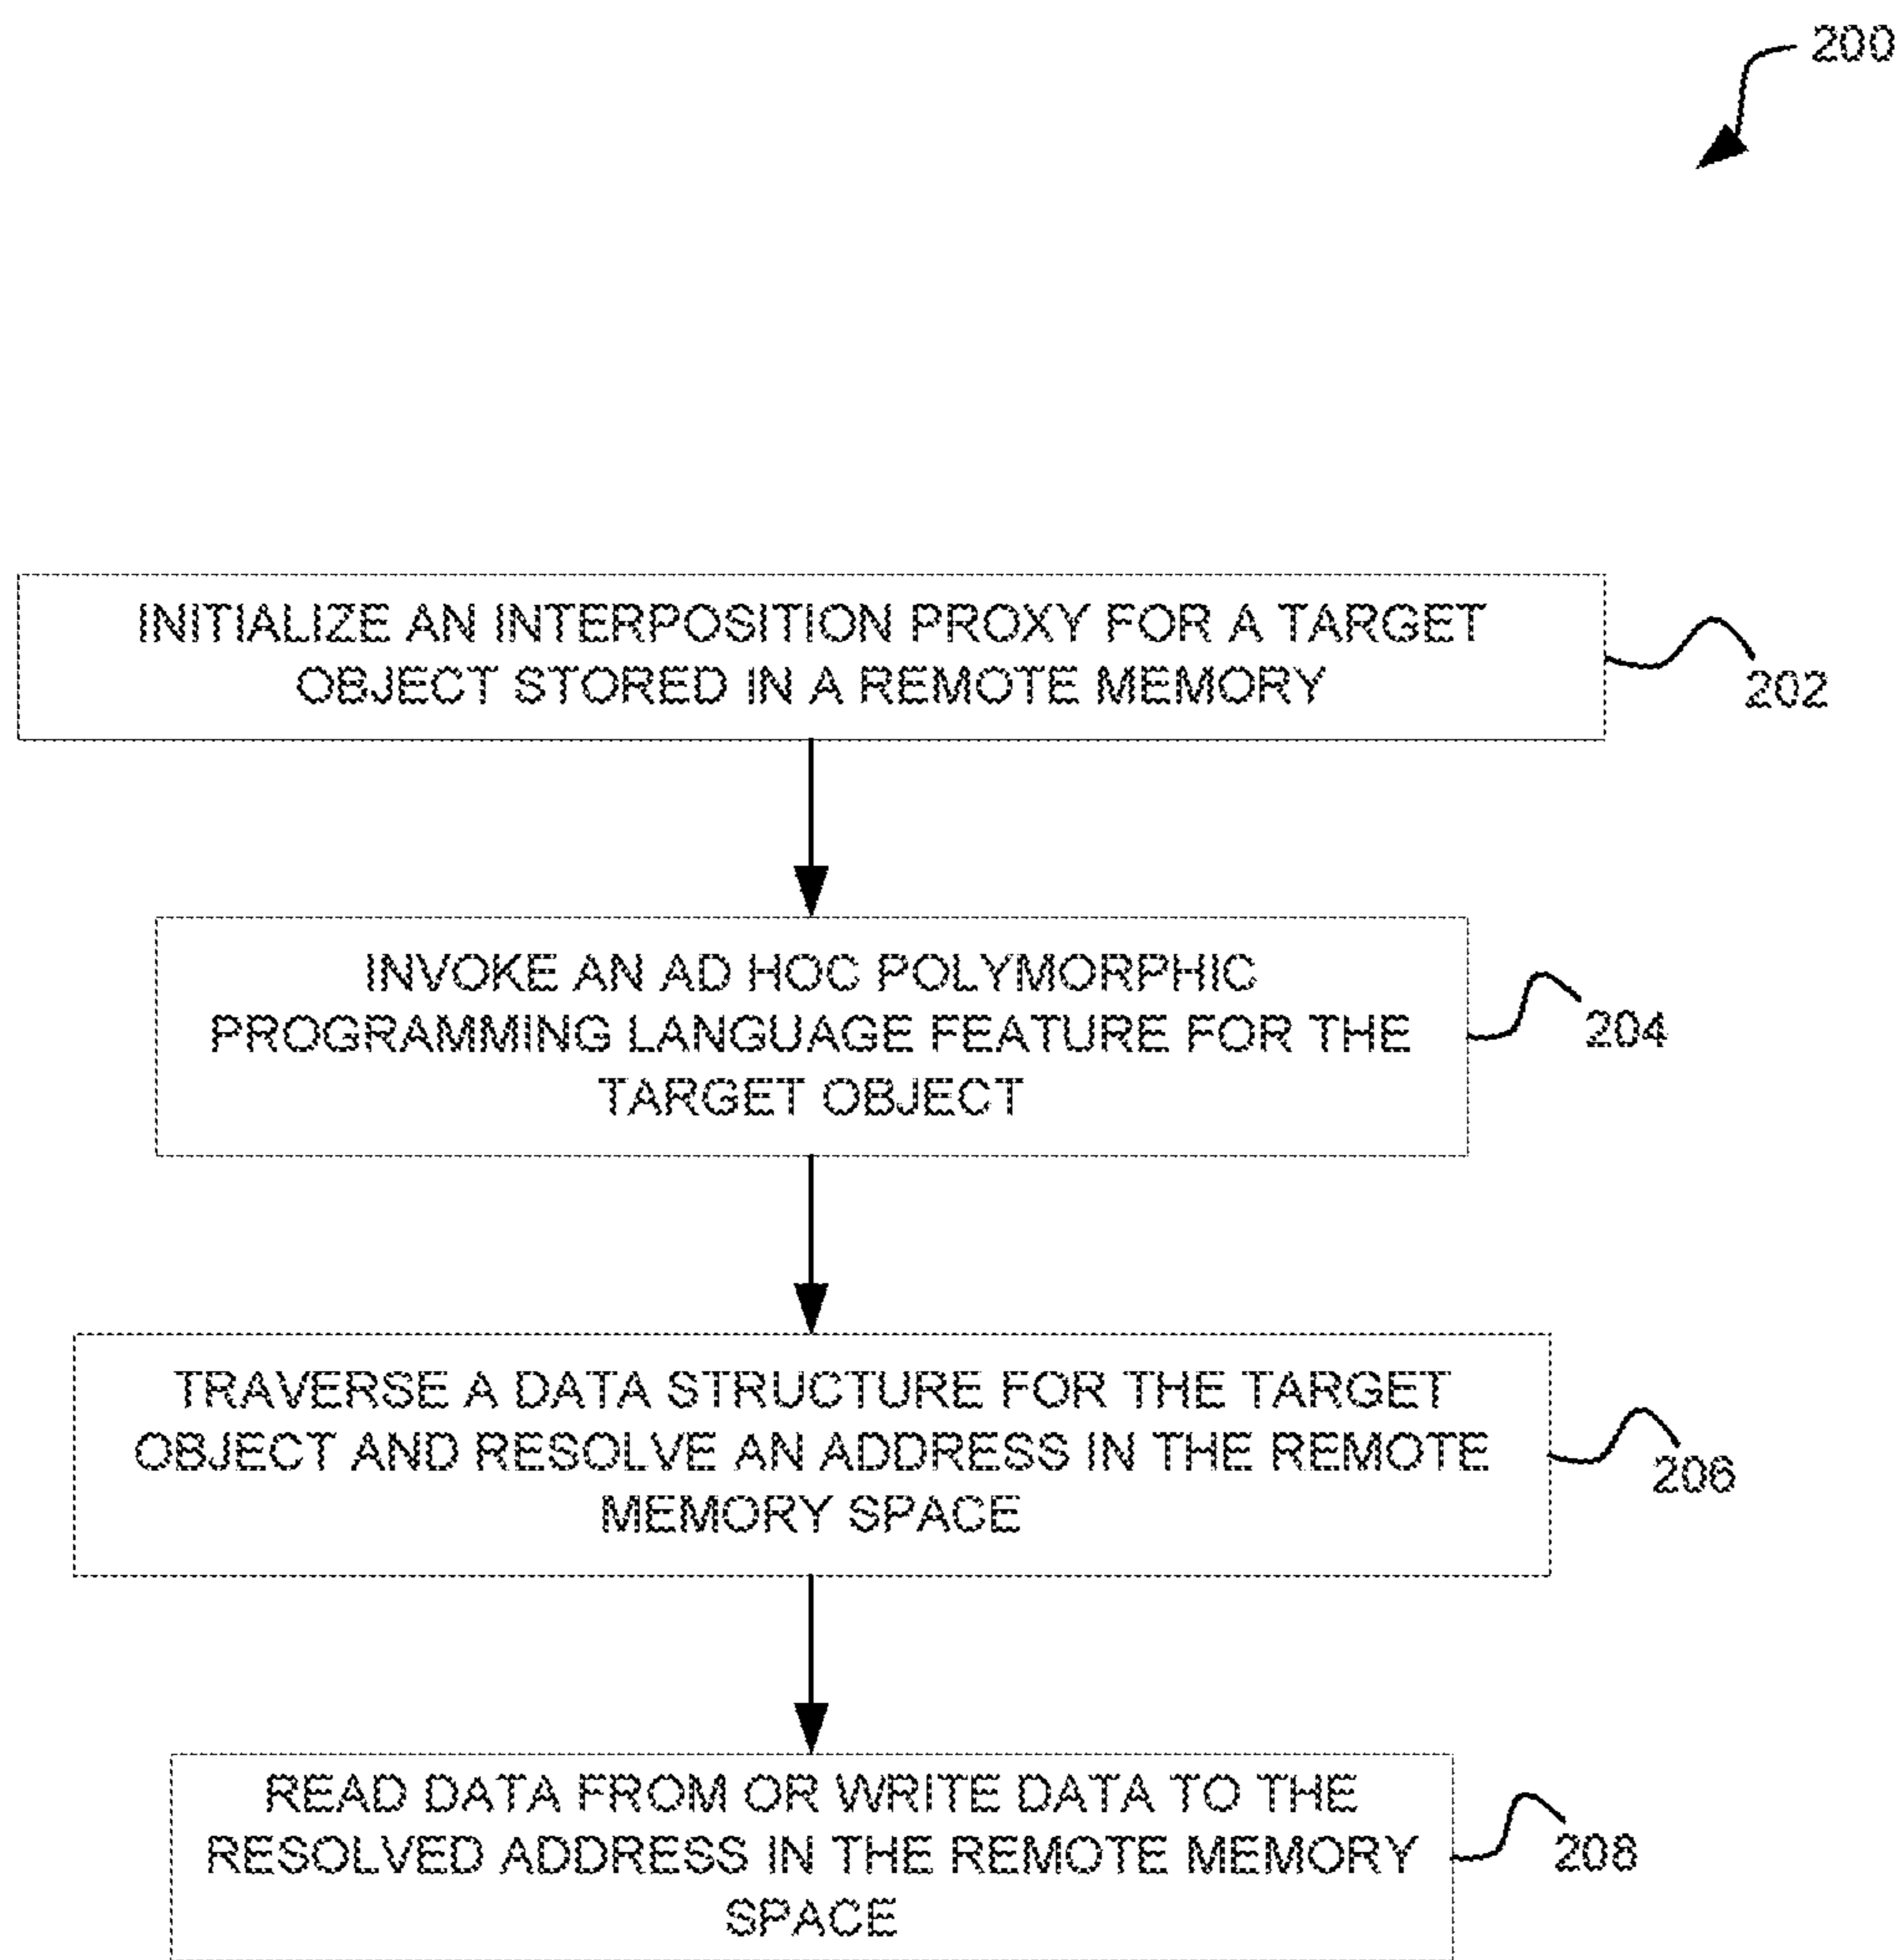 200
INITIALIZE AN INTERPOSITION PROXY FOR A TARGET
OBJECT STORED IN A REMOTE MEMORY
202
INVOKE AN AD HOC POLYMORPHIC
PROGRAMMING LANGUAGE FEATURE FOR THE
TARGET OBJECT
204
TRAVERSE A DATA STRUCTURE FOR THE TARGET
OBJECT AND RESOLVE AN ADDRESS IN THE REMOTE
MEMORY SPACE
206
READ DATA FROM OR WRITE DATA TO THE
RESOLVED ADDRESS IN THE REMOTE MEMORY
SPACE
208